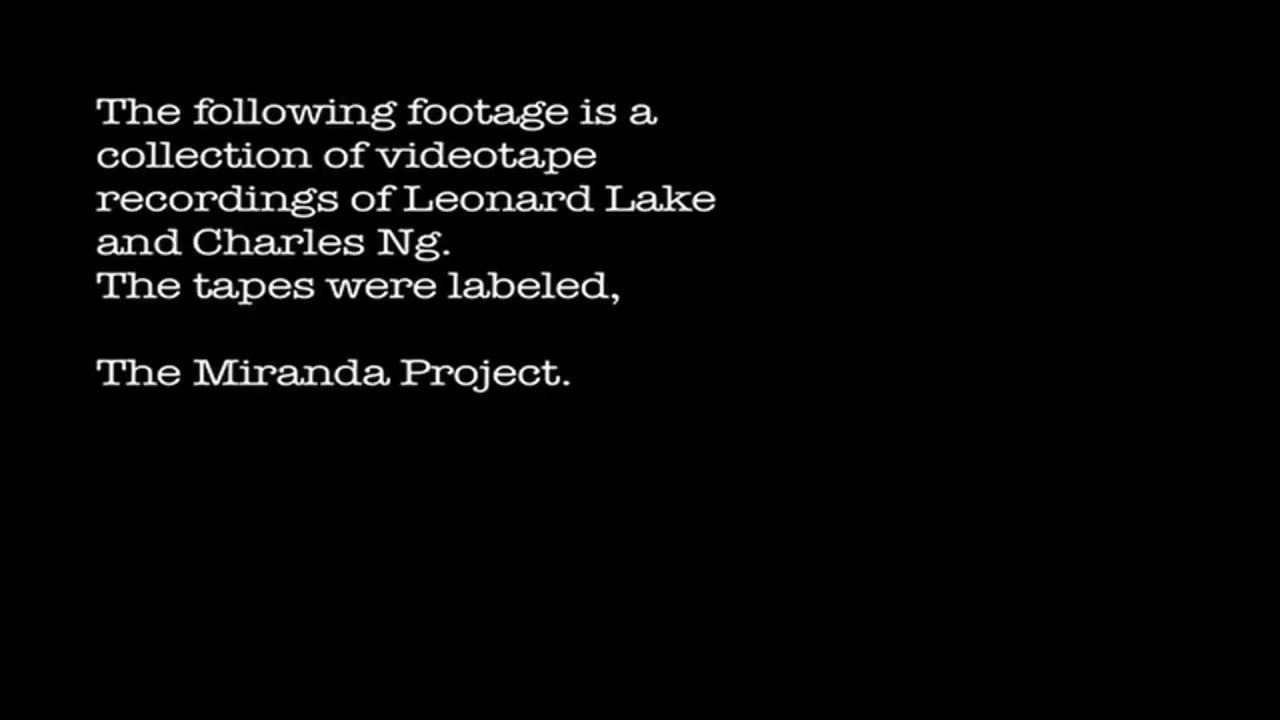 The following footage is a
collection of videotape
recordings of Leonard Lake
and Charles Ng.
The tapes were labeled,
The Miranda Project.